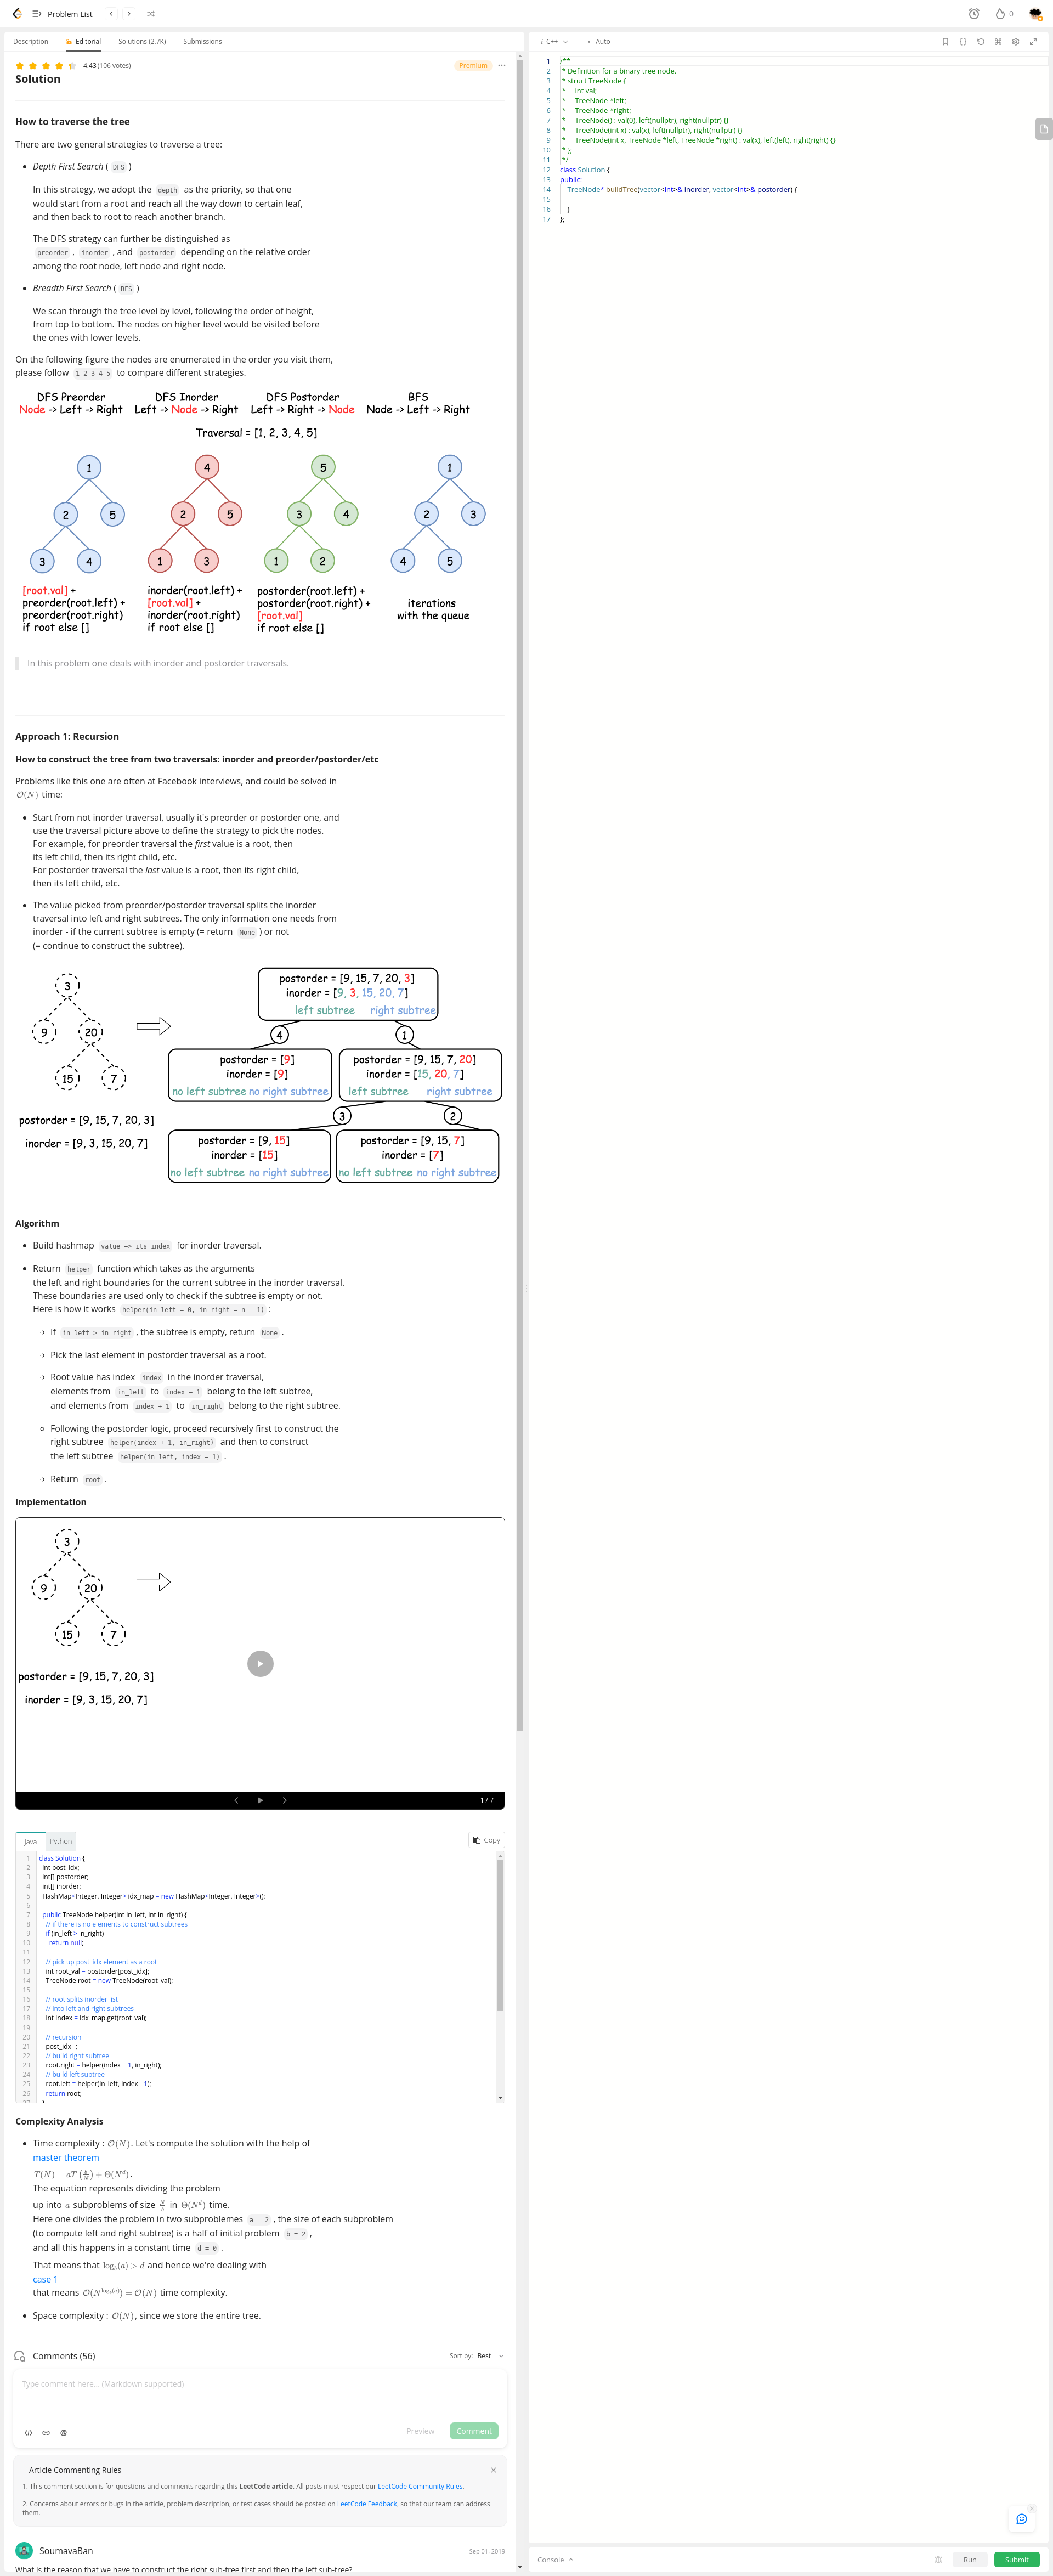 Problem List
0
Description
Editorial
Solutions (2.7K)
Submissions
4.43 (106 votes)
Premium
Solution
How to traverse the tree
There are two general strategies to traverse a tree:
• Depth First Search ( DFS )
In this strategy, we adopt the depth as the priority, so that one
would start from a root and reach all the way down to certain leaf,
and then back to root to reach another branch.
The DFS strategy can further be distinguished as
preorder , inorder , and postorder depending on the relative order
among the root node, left node and right node.
• Breadth First Search ( BFS )
We scan through the tree level by level, following the order of height,
from top to bottom. The nodes on higher level would be visited before
the ones with lower levels.
On the following figure the nodes are enumerated in the order you visit them,
please follow 1-2-3-4-5 to compare different strategies.
DFS Preorder
Node -> Left -> Right
DFS Inorder
Left -> Node -> Right
DFS Postorder
Left -> Right -> Node
BFS
Node -> Left -> Right
Traversal = [1, 2, 3, 4, 5]
1
2 5
3 4
4
2 5
1 3
5
3 4
1 2
1
2 3
4 5
[root.val] +
preorder(root.left) +
preorder(root.right)
if root else []
inorder(root.left) +
[root.val] +
inorder(root.right)
if root else []
postorder(root.left) +
postorder(root.right) +
[root.val]
if root else []
iterations
with the queue
In this problem one deals with inorder and postorder traversals.
Approach 1: Recursion
How to construct the tree from two traversals: inorder and preorder/postorder/etc
Problems like this one are often at Facebook interviews, and could be solved in
O(N) time:
• Start from not inorder traversal, usually it's preorder or postorder one, and
use the traversal picture above to define the strategy to pick the nodes.
For example, for preorder traversal the first value is a root, then
its left child, then its right child, etc.
For postorder traversal the last value is a root, then its right child,
then its left child, etc.
• The value picked from preorder/postorder traversal splits the inorder
traversal into left and right subtrees. The only information one needs from
inorder - if the current subtree is empty (= return None ) or not
(= continue to construct the subtree).
3
9 20
15 7
postorder = [9, 15, 7, 20, 3]
inorder = [9, 3, 15, 20, 7]
postorder = [9, 15, 7, 20, 3]
inorder = [9, 3, 15, 20, 7]
left subtree right subtree
4
1
postorder = [9]
inorder = [9]
no left subtree no right subtree
postorder = [9, 15, 7, 20]
inorder = [15, 20, 7]
left subtree right subtree
3
2
postorder = [9, 15]
inorder = [15]
no left subtree no right subtree
postorder = [9, 15, 7]
inorder = [7]
no left subtree no right subtree
Algorithm
• Build hashmap value -> its index for inorder traversal.
• Return helper function which takes as the arguments
the left and right boundaries for the current subtree in the inorder traversal.
These boundaries are used only to check if the subtree is empty or not.
Here is how it works helper(in_left = 0, in_right = n - 1) :
If in_left > in_right , the subtree is empty, return None .
Pick the last element in postorder traversal as a root.
Root value has index index in the inorder traversal,
elements from in_left to index - 1 belong to the left subtree,
and elements from index + 1 to in_right belong to the right subtree.
Following the postorder logic, proceed recursively first to construct the
right subtree helper(index + 1, in_right) and then to construct
the left subtree helper(in_left, index - 1) .
Return root .
Implementation
3
9 20
15 7
postorder = [9, 15, 7, 20, 3]
inorder = [9, 3, 15, 20, 7]
1 / 7
Java
Python
Copy
1 class Solution {
2 int post_idx;
3 int[] postorder;
4 int[] inorder;
5 HashMap<Integer, Integer> idx_map = new HashMap<Integer, Integer>();
6
7 public TreeNode helper(int in_left, int in_right) {
8 // if there is no elements to construct subtrees
9 if (in_left > in_right)
10 return null;
11
12 // pick up post_idx element as a root
13 int root_val = postorder[post_idx];
14 TreeNode root = new TreeNode(root_val);
15
16 // root splits inorder list
17 // into left and right subtrees
18 int index = idx_map.get(root_val);
19
20 // recursion
21 post_idx--;
22 // build right subtree
23 root.right = helper(index + 1, in_right);
24 // build left subtree
25 root.left = helper(in_left, index - 1);
26 return root;
Complexity Analysis
• Time complexity : O(N). Let's compute the solution with the help of
master theorem
T(N) = aT(b/N) + Θ(N^d).
The equation represents dividing the problem
up into a subproblems of size N/b in Θ(N^d) time.
Here one divides the problem in two subproblemes a = 2 , the size of each subproblem
(to compute left and right subtree) is a half of initial problem b = 2 ,
and all this happens in a constant time d = 0 .
That means that log_b(a) > d and hence we're dealing with
case 1
that means O(N^log_b(a)) = O(N) time complexity.
• Space complexity : O(N), since we store the entire tree.
Comments (56)
Sort by: Best
Type comment here... (Markdown supported)
Preview
Comment
Article Commenting Rules
1. This comment section is for questions and comments regarding this LeetCode article. All posts must respect our LeetCode Community Rules.
2. Concerns about errors or bugs in the article, problem description, or test cases should be posted on LeetCode Feedback, so that our team can address
them.
SoumavaBan
Sep 01, 2019
What is the reason that we have to construct the right sub-tree first and then the left sub-tree?
i C++
• Auto
1 /**
2 * Definition for a binary tree node.
3 * struct TreeNode {
4 * int val;
5 * TreeNode *left;
6 * TreeNode *right;
7 * TreeNode() : val(0), left(nullptr), right(nullptr) {}
8 * TreeNode(int x) : val(x), left(nullptr), right(nullptr) {}
9 * TreeNode(int x, TreeNode *left, TreeNode *right) : val(x), left(left), right(right) {}
10 * };
11 */
12 class Solution {
13 public:
14 TreeNode* buildTree(vector<int>& inorder, vector<int>& postorder) {
15
16 }
17 };
Console
Run
Submit